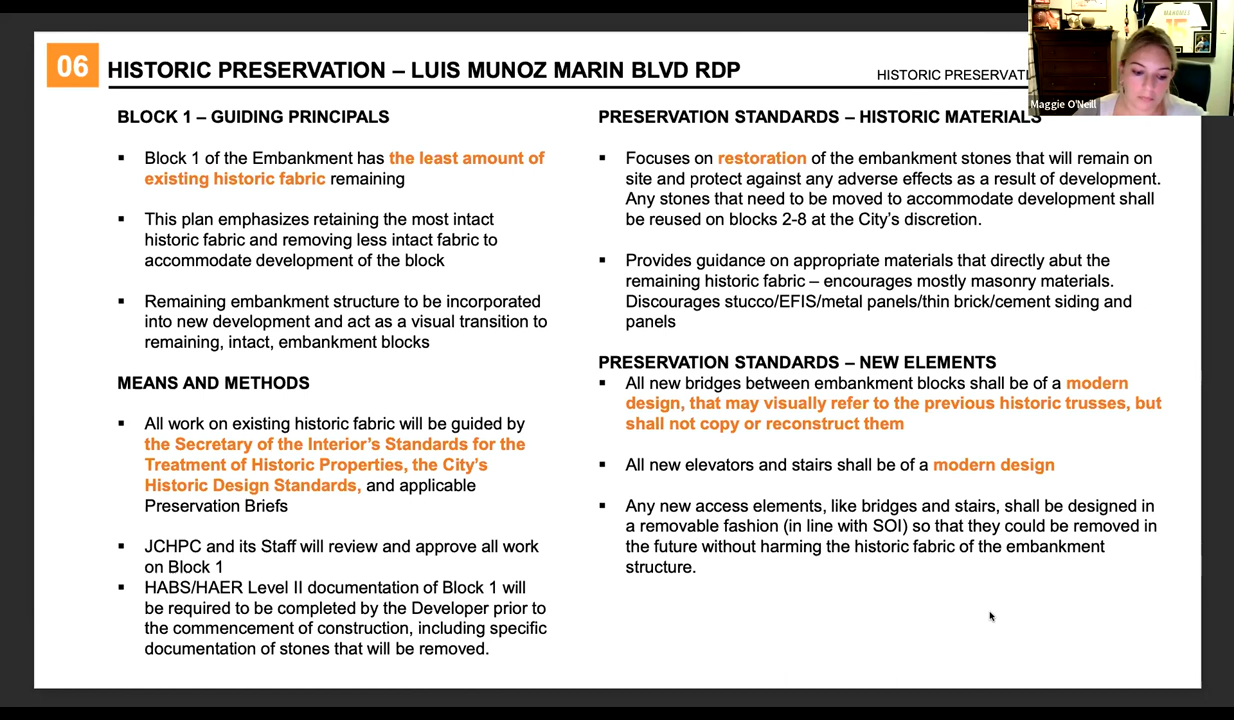 06 HISTORIC PRESERVATION – LUIS MUNOZ MARIN BLVD RDP
HISTORIC PRESERVATI
Maggie O'Neill
BLOCK 1 – GUIDING PRINCIPALS
▪ Block 1 of the Embankment has the least amount of
existing historic fabric remaining
▪ This plan emphasizes retaining the most intact
historic fabric and removing less intact fabric to
accommodate development of the block
▪ Remaining embankment structure to be incorporated
into new development and act as a visual transition to
remaining, intact, embankment blocks
MEANS AND METHODS
▪ All work on existing historic fabric will be guided by
the Secretary of the Interior's Standards for the
Treatment of Historic Properties, the City's
Historic Design Standards, and applicable
Preservation Briefs
▪ JCHPC and its Staff will review and approve all work
on Block 1
▪ HABS/HAER Level II documentation of Block 1 will
be required to be completed by the Developer prior to
the commencement of construction, including specific
documentation of stones that will be removed.
PRESERVATION STANDARDS – HISTORIC MATERIALS
▪ Focuses on restoration of the embankment stones that will remain on
site and protect against any adverse effects as a result of development.
Any stones that need to be moved to accommodate development shall
be reused on blocks 2-8 at the City's discretion.
▪ Provides guidance on appropriate materials that directly abut the
remaining historic fabric – encourages mostly masonry materials.
Discourages stucco/EFIS/metal panels/thin brick/cement siding and
panels
PRESERVATION STANDARDS – NEW ELEMENTS
▪ All new bridges between embankment blocks shall be of a modern
design, that may visually refer to the previous historic trusses, but
shall not copy or reconstruct them
▪ All new elevators and stairs shall be of a modern design
▪ Any new access elements, like bridges and stairs, shall be designed in
a removable fashion (in line with SOI) so that they could be removed in
the future without harming the historic fabric of the embankment
structure.